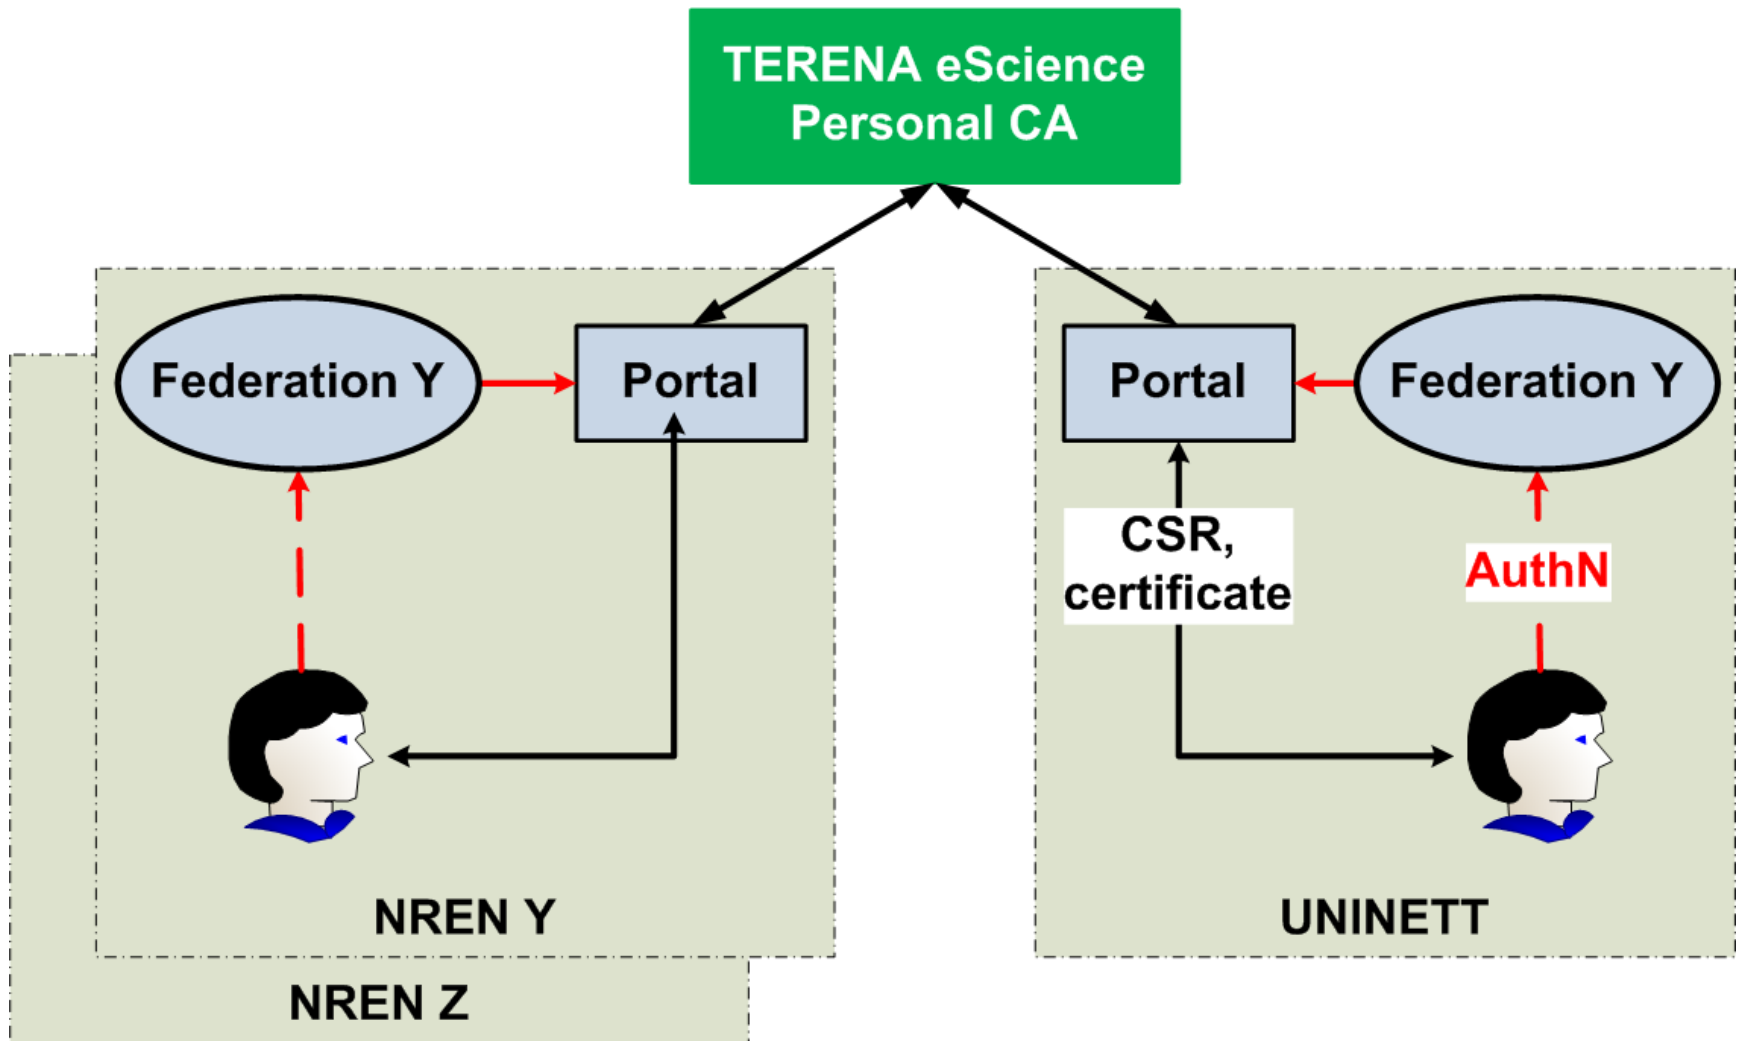 TERENA eScience
Personal CA
Federation Y
Portal
Portal
Federation Y
CSR,
certificate
AuthN
NREN Y
UNINETT
NREN Z